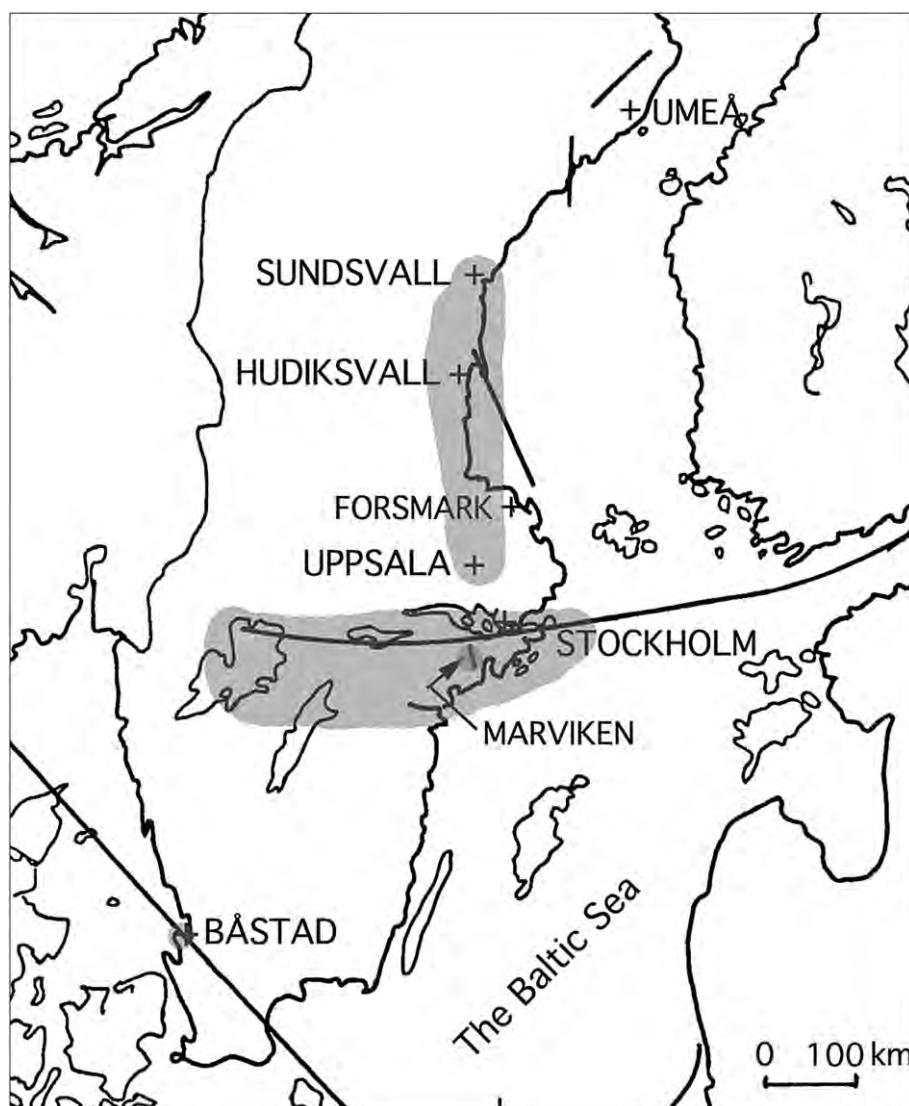 UMEÅ
SUNDSVALL
HUDIKSVALL
FORSMARK
UPPSALA
STOCKHOLM
MARVIKEN
BÅSTAD
The Baltic Sea
0 100 km